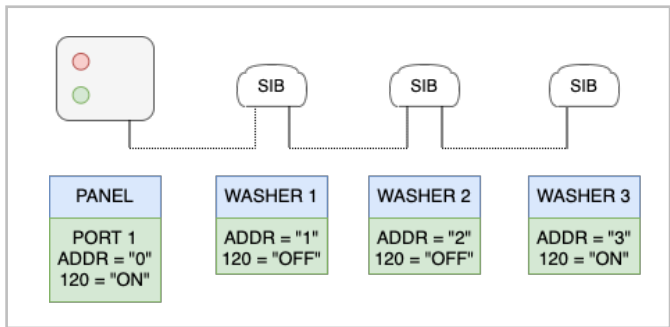 SIB
SIB
SIB
PANEL
PORT 1
ADDR = "0"
120 = "ON"
WASHER 1
ADDR = "1"
120 = "OFF"
WASHER 2
ADDR = "2"
120 = "OFF"
WASHER 3
ADDR = "3"
120 = "ON"